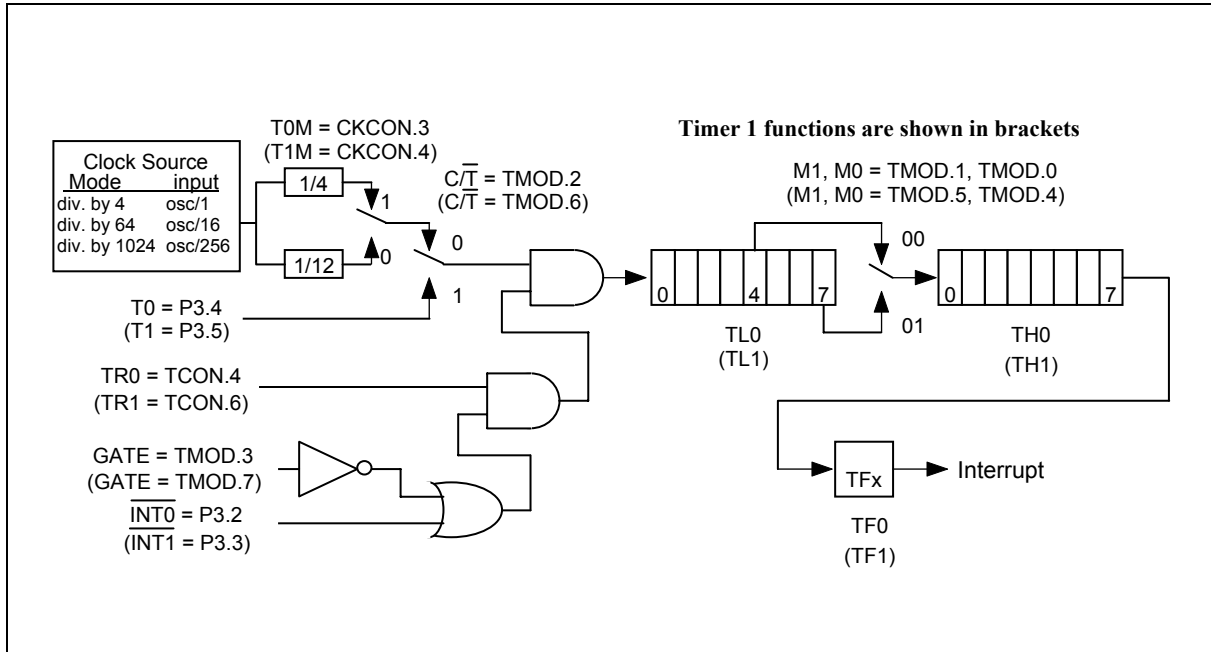 T0M = CKCON.3
(T1M = CKCON.4)
Timer 1 functions are shown in brackets
Clock Source
Mode input
div. by 4 osc/1
div. by 64 osc/16
div. by 1024 osc/256
1/4
1/12
1
0
C/T̅ = TMOD.2
(C/T̅ = TMOD.6)
0
1
M1, M0 = TMOD.1, TMOD.0
(M1, M0 = TMOD.5, TMOD.4)
00
01
0 4 7
TL0
(TL1)
0 7
TH0
(TH1)
T0 = P3.4
(T1 = P3.5)
TR0 = TCON.4
(TR1 = TCON.6)
GATE = TMOD.3
(GATE = TMOD.7)
I̅N̅T̅0̅ = P3.2
(I̅N̅T̅1̅ = P3.3)
TFx
Interrupt
TF0
(TF1)